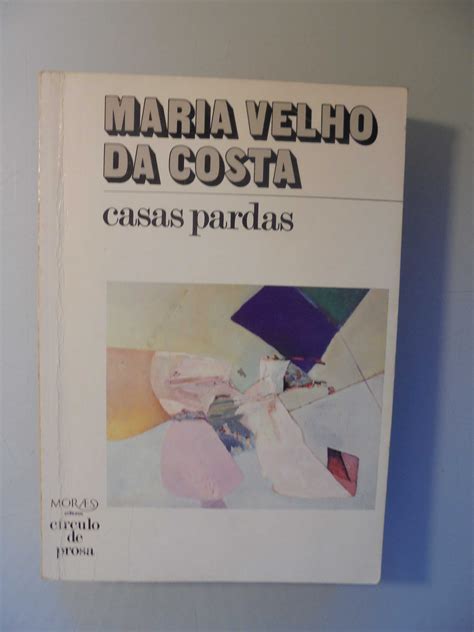 MARIA VELHO
DA COSTA
casas pardas
MORAES
editores
círculo
de
prosa